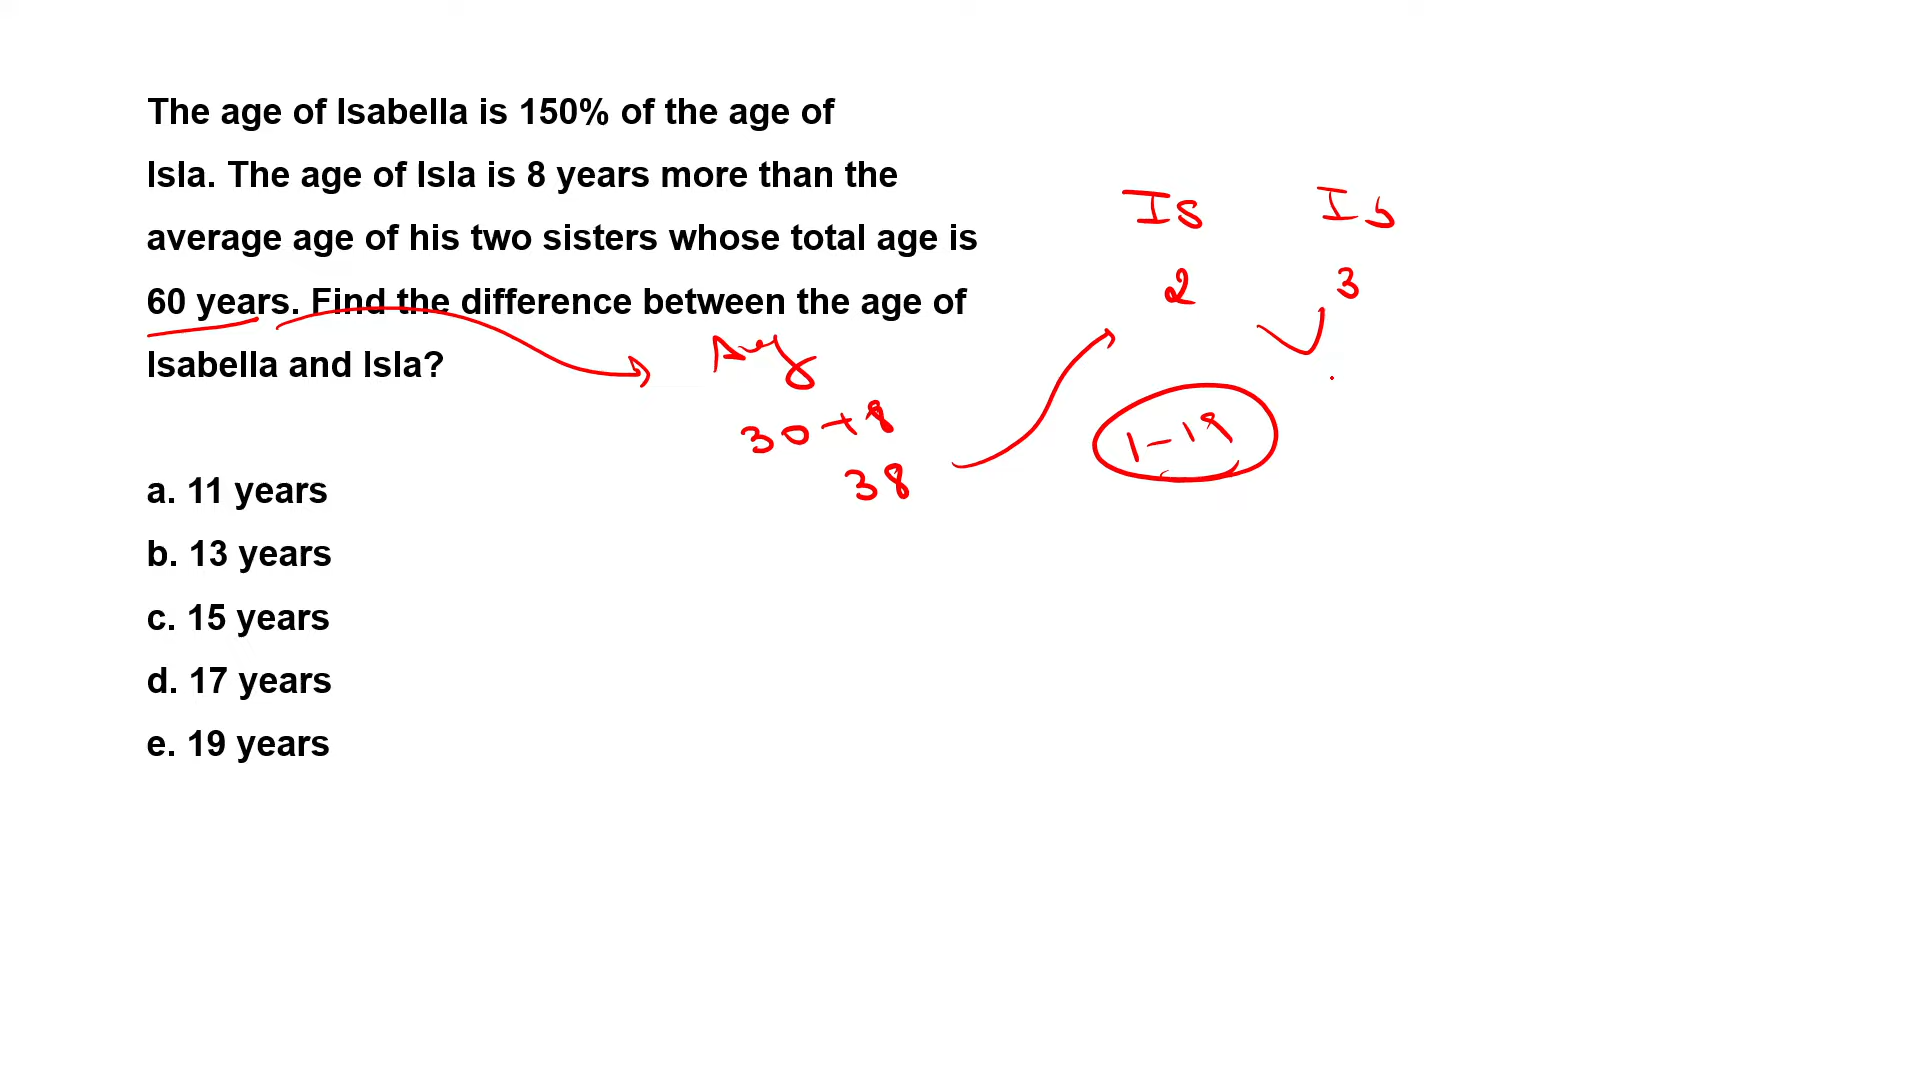 The age of Isabella is 150% of the age of
Isla. The age of Isla is 8 years more than the
average age of his two sisters whose total age is
60 years. Find the difference between the age of
Isabella and Isla?
a. 11 years
b. 13 years
c. 15 years
d. 17 years
e. 19 years
Avg
30+8
38
Is Is
2 3
1-19